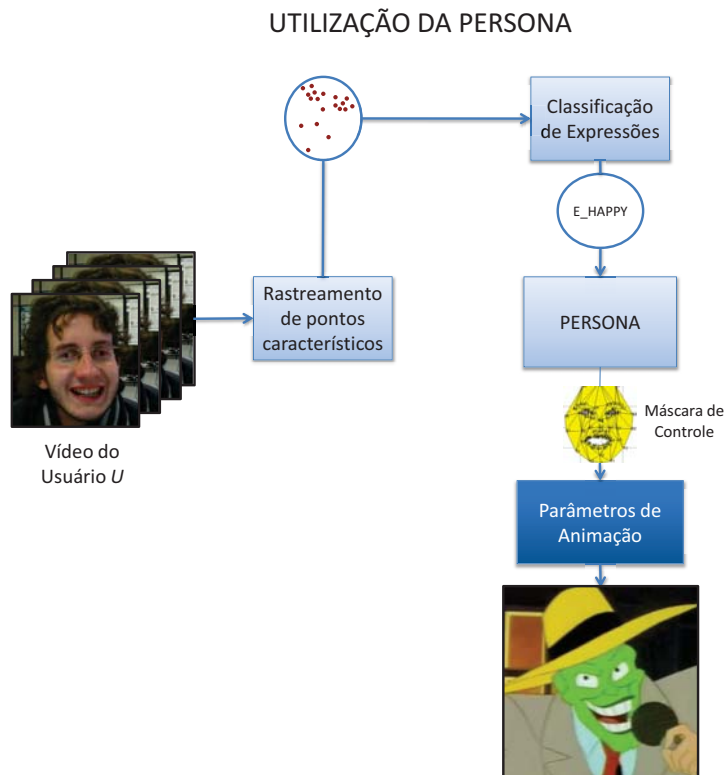 UTILIZAÇÃO DA PERSONA
Classificação
de Expressões
E_HAPPY
Rastreamento
de pontos
característicos
PERSONA
Máscara de
Controle
Vídeo do
Usuário U
Parâmetros de
Animação